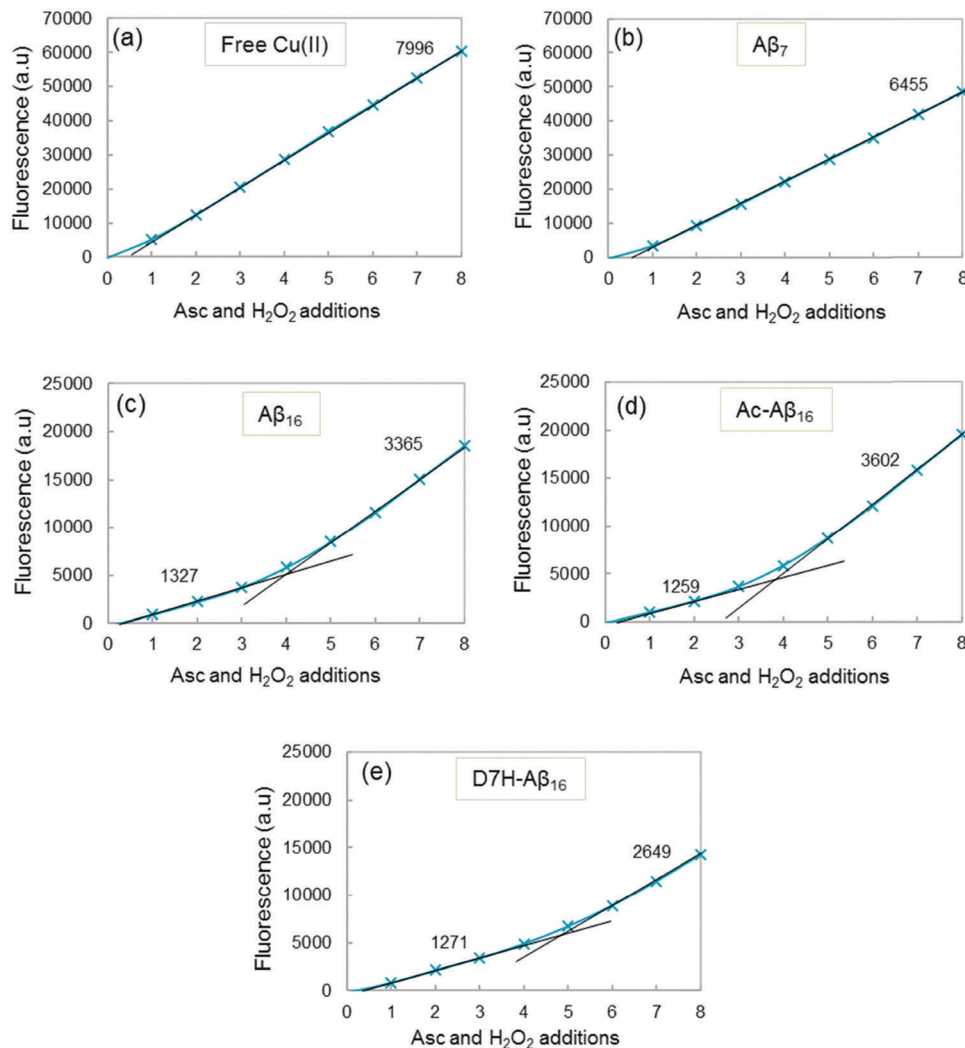 (a) Free Cu(II)
7996
Fluorescence (a.u)
70000
60000
50000
40000
30000
20000
10000
0
0 1 2 3 4 5 6 7 8
Asc and H₂O₂ additions
(b) Aβ₇
6455
Fluorescence (a.u)
70000
60000
50000
40000
30000
20000
10000
0
0 1 2 3 4 5 6 7 8
Asc and H₂O₂ additions
(c) Aβ₁₆
3365
1327
Fluorescence (a.u)
25000
20000
15000
10000
5000
0
0 1 2 3 4 5 6 7 8
Asc and H₂O₂ additions
(d) Ac-Aβ₁₆
3602
1259
Fluorescence (a.u)
25000
20000
15000
10000
5000
0
0 1 2 3 4 5 6 7 8
Asc and H₂O₂ additions
(e) D7H-Aβ₁₆
2649
1271
Fluorescence (a.u)
25000
20000
15000
10000
5000
0
0 1 2 3 4 5 6 7 8
Asc and H₂O₂ additions